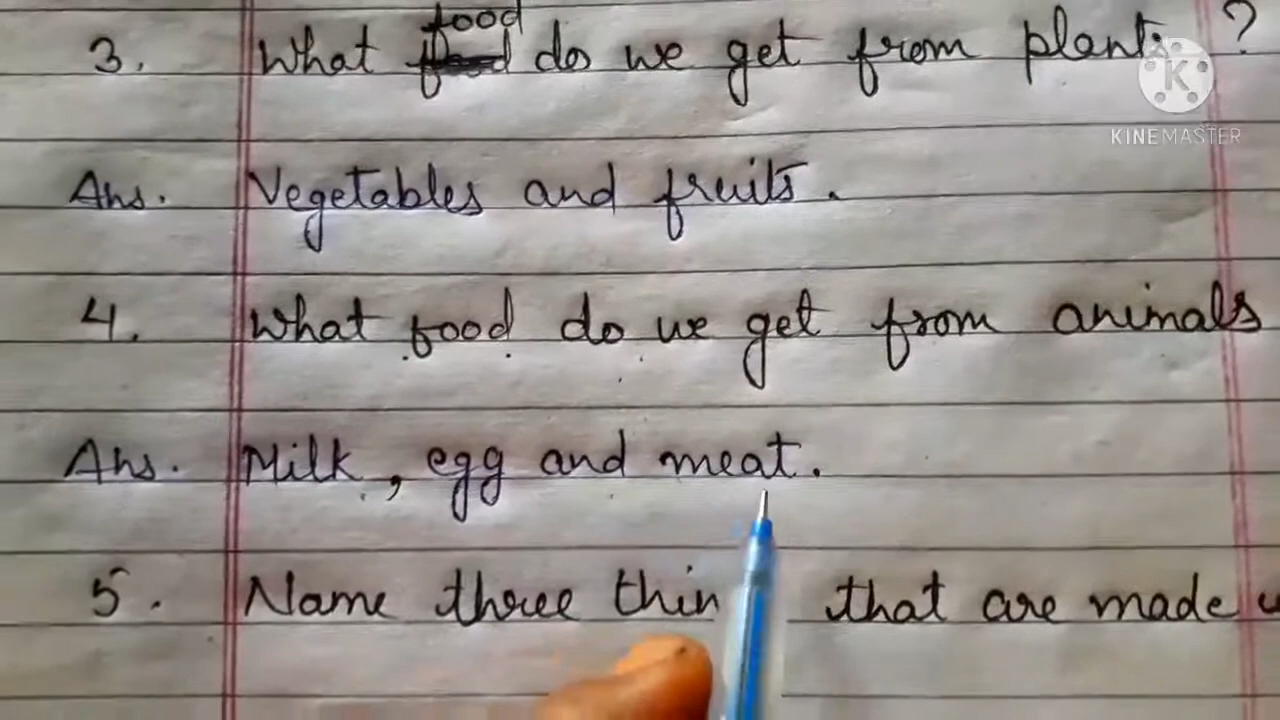 3. What food do we get from plants ?
KINEMASTER
Ans. Vegetables and fruits.
4. What food do we get from animals
Ans. Milk, egg and meat.
5. Name three that are made